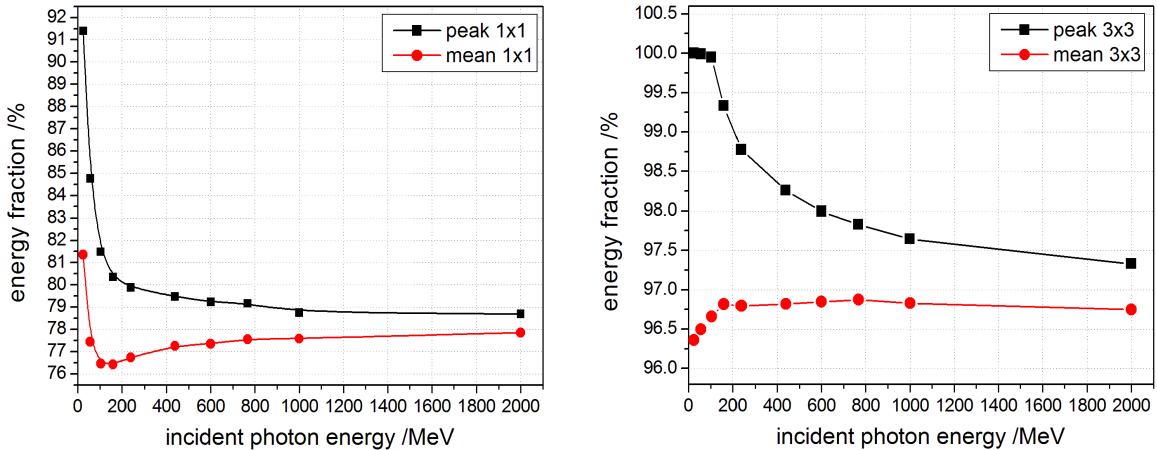 92
91
90
89
88
87
86
85
84
83
82
81
80
79
78
77
76
energy fraction /%
peak 1x1
mean 1x1
0 200 400 600 800 1000 1200 1400 1600 1800 2000
incident photon energy /MeV
100.5
100.0
99.5
99.0
98.5
98.0
97.5
97.0
96.5
96.0
energy fraction /%
peak 3x3
mean 3x3
0 200 400 600 800 1000 1200 1400 1600 1800 2000
incident photon energy /MeV